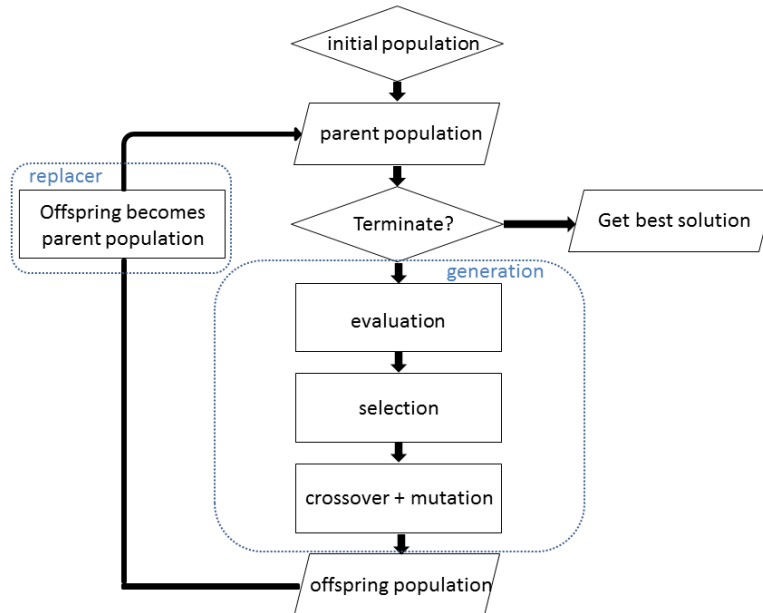 initial population
parent population
replacer
Offspring becomes
parent population
Terminate?
Get best solution
generation
evaluation
selection
crossover + mutation
offspring population